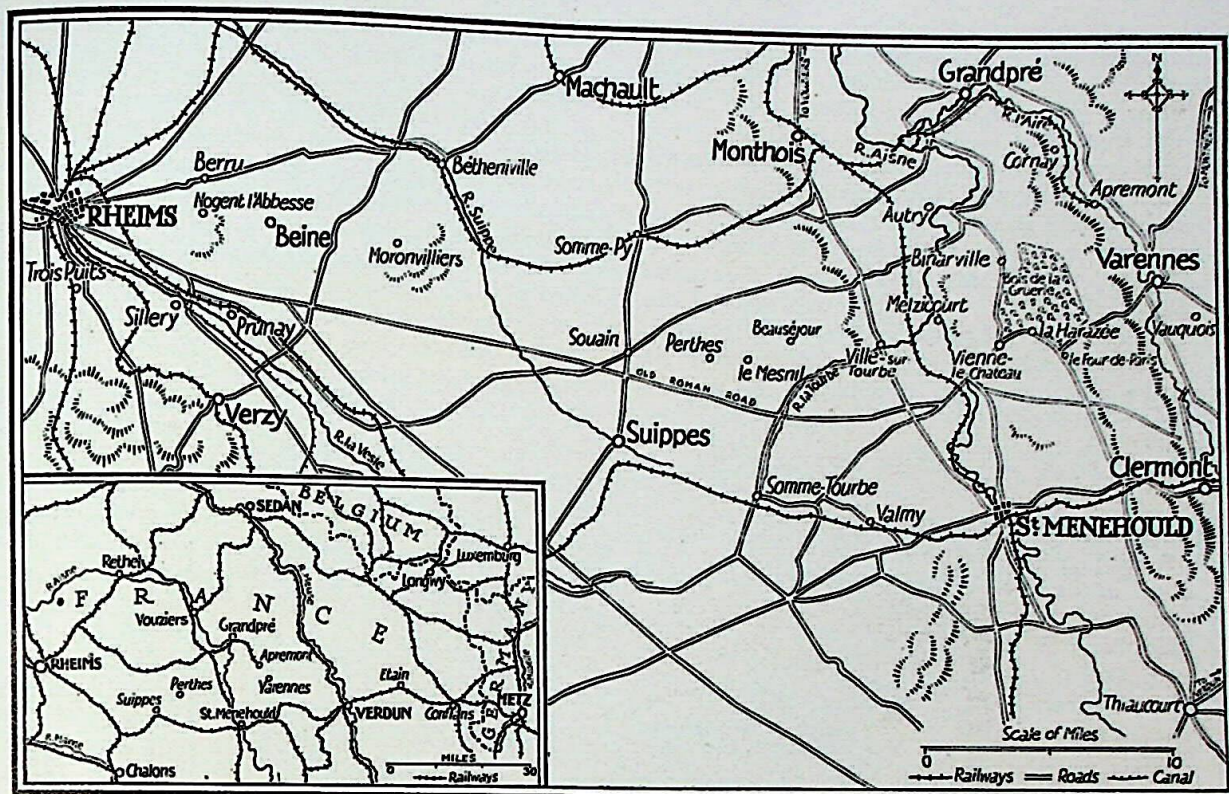 Machault
Grandpré
N
Monthois
R. Aisne
R. l'Aire
Cornay
Berru
Bétheniville
Nogent l'Abbesse
RHEIMS
Beine
R. Suippe
Apremont
Autry
Somme-Py
Moronvilliers
Binarville
Varennes
Trois Puits
Bois de la
Gruerie
Melzicourt
Sillery
Prunay
Beauséjour
la Harazée
Vauquois
Souain
Perthes
le Mesnil
Ville-sur-
Tourbe
Vienne-
le-Chateau
le Four-de-Paris
OLD ROMAN ROAD
R. la Tourbe
Verzy
R. la Vesle
Suippes
Clermont
Somme-Tourbe
Valmy
St MENEHOULD
Thiaucourt
Scale of Miles
0 10
Railways Roads Canal
BELGIUM
SEDAN
Luxemburg
Longwy
Rethel
R. Aisne
R. Meuse
FRANCE
Vouziers
Grandpré
GERMANY
RHEIMS
Apremont
Perthes
Varennes
Etain
Suippes
St. Menehould
VERDUN
Conflans
METZ
R. Marne
Chalons
MILES
0 30
Railways